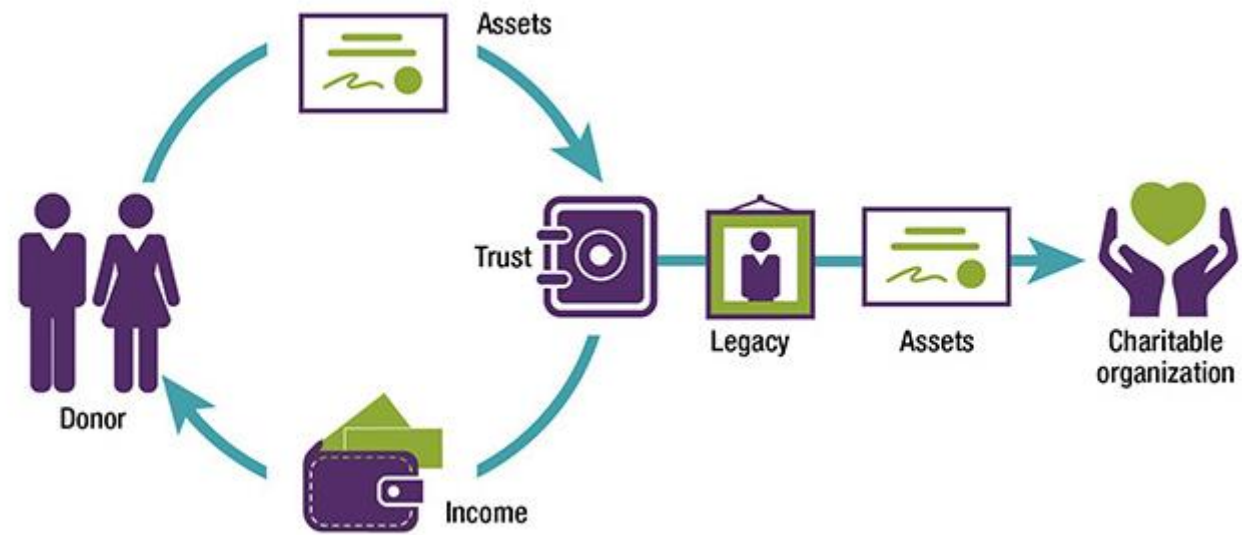 Assets
Trust
Legacy
Assets
Charitable
organization
Donor
Income